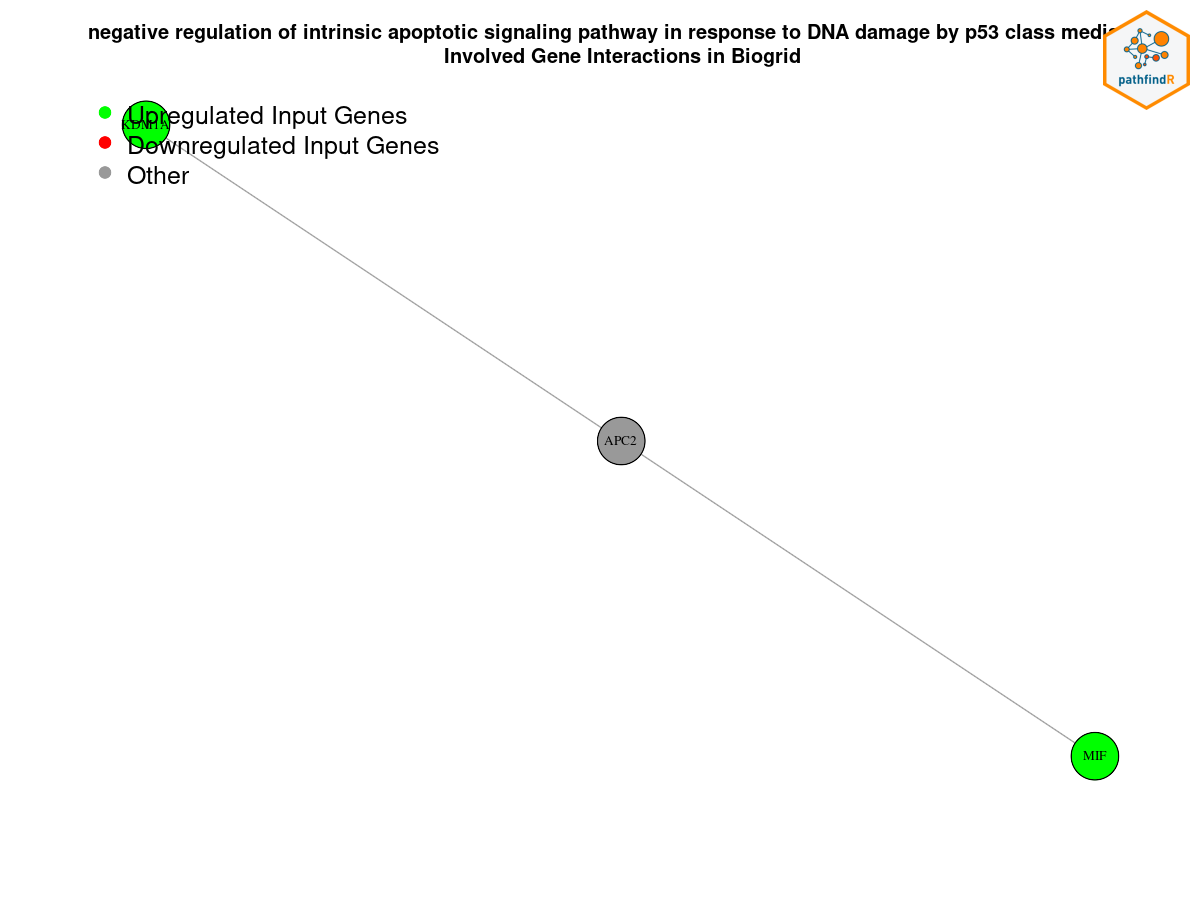 negative regulation of intrinsic apoptotic signaling pathway in response to DNA damage by p53 class
Involved Gene Interactions in Biogrid
pathfindR
Upregulated Input Genes
KDM1A
Downregulated Input Genes
Other
APC2
MIF